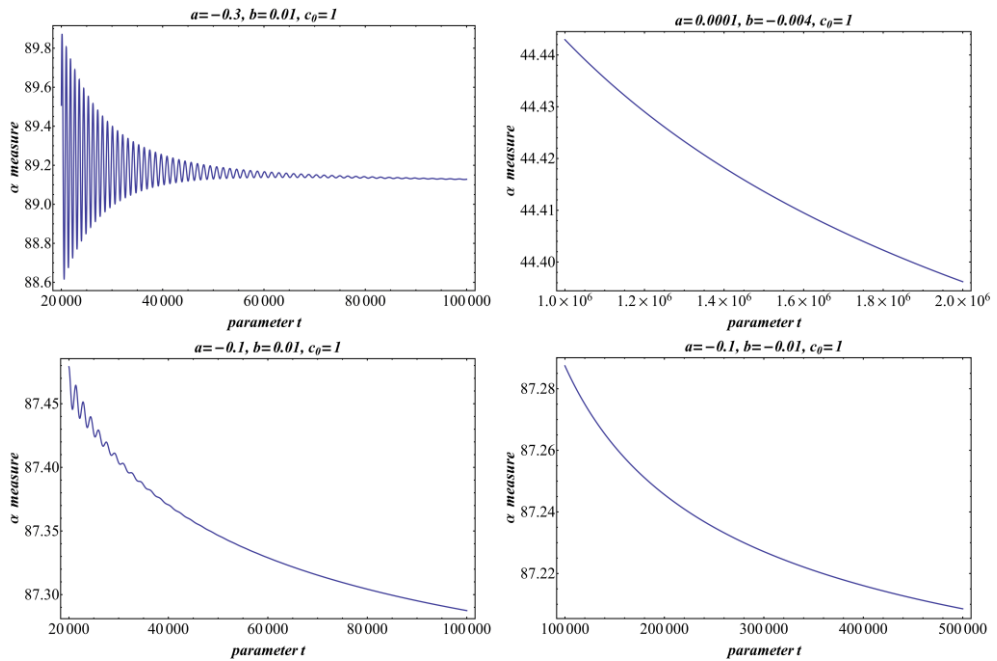 a=−0.3, b=0.01, c₀=1
89.8
89.6
89.4
89.2
89.0
88.8
88.6
α measure
20 000 40 000 60 000 80 000 100 000
parameter t
a=0.0001, b=−0.004, c₀=1
44.44
44.43
44.42
44.41
44.40
α measure
1.0×10⁶ 1.2×10⁶ 1.4×10⁶ 1.6×10⁶ 1.8×10⁶ 2.0×10⁶
parameter t
a=−0.1, b=0.01, c₀=1
87.45
87.40
87.35
87.30
α measure
20 000 40 000 60 000 80 000 100 000
parameter t
a=−0.1, b=−0.01, c₀=1
87.28
87.26
87.24
87.22
α measure
100 000 200 000 300 000 400 000 500 000
parameter t